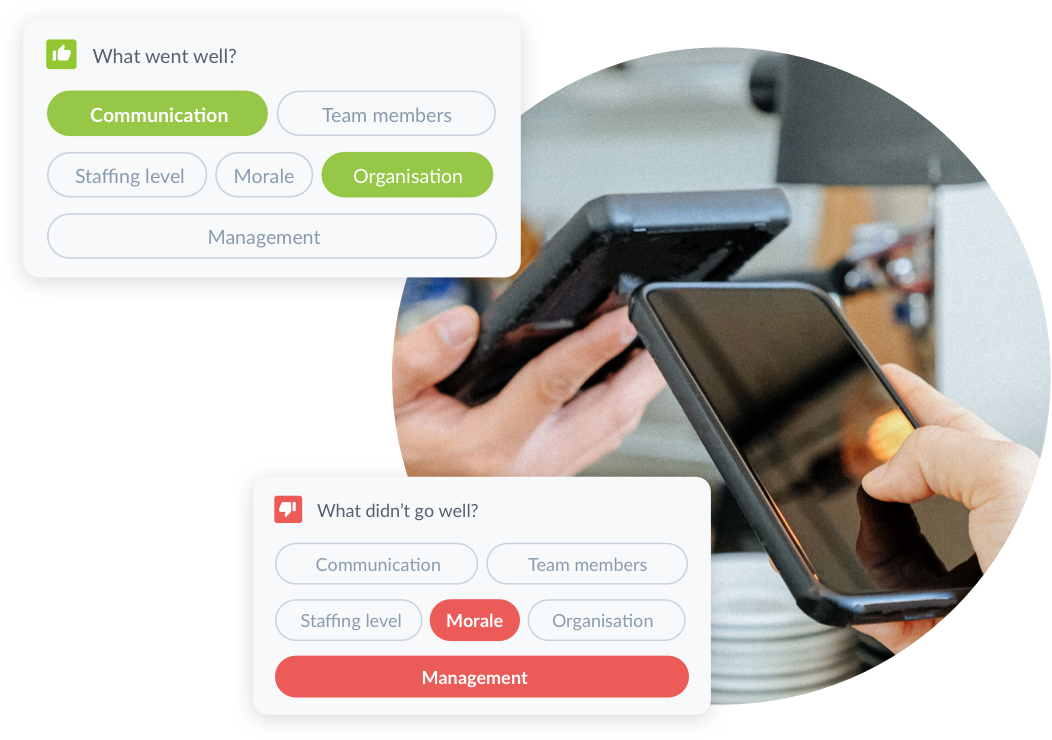 What went well?
Communication Team members
Staffing level Morale Organisation
Management
What didn’t go well?
Communication Team members
Staffing level Morale Organisation
Management